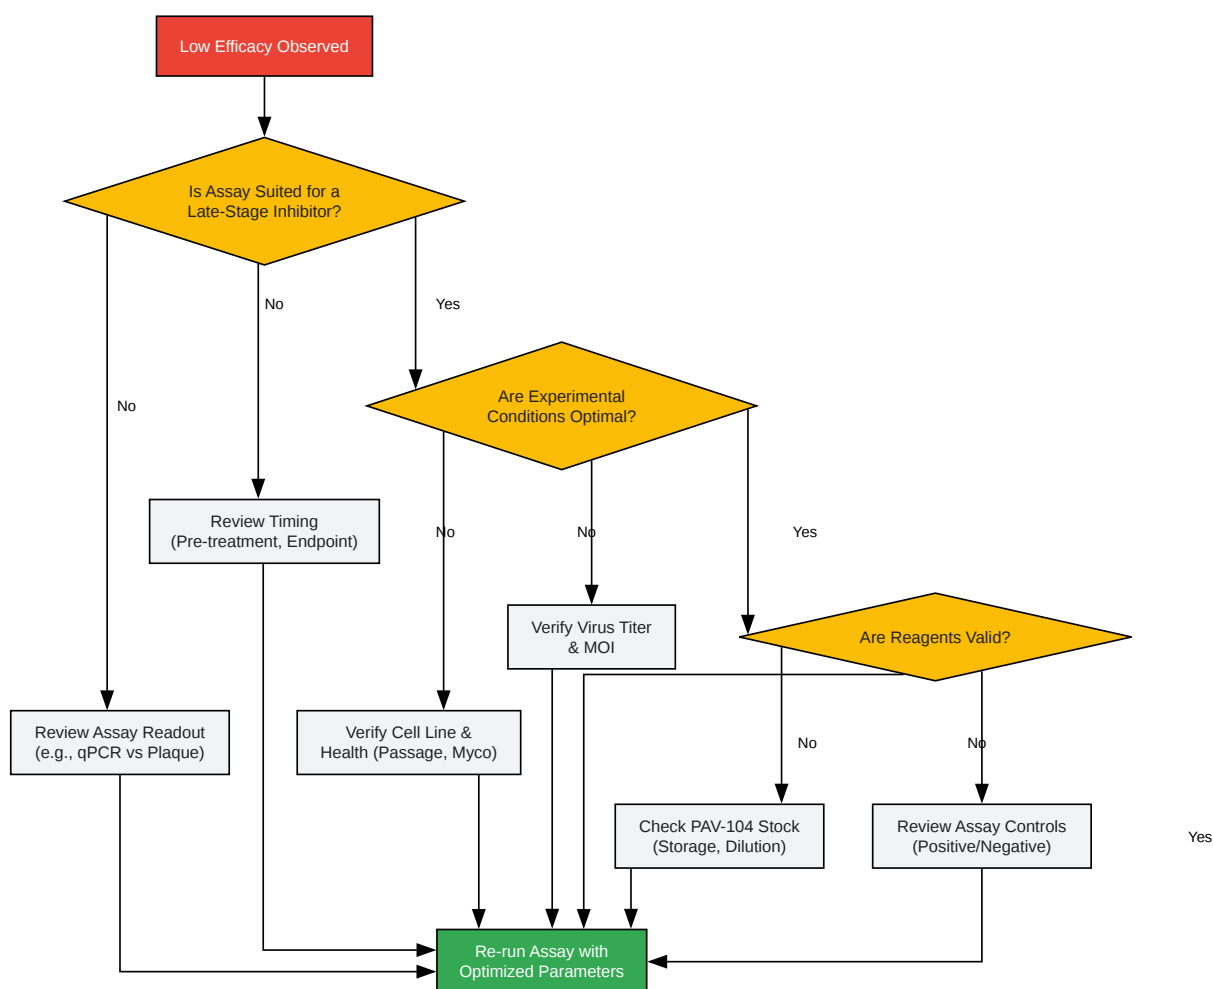 Low Efficacy Observed
Is Assay Suited for a
Late-Stage Inhibitor?
No
Yes
Are Experimental
Conditions Optimal?
No
Review Timing
(Pre-treatment, Endpoint)
No
No
Yes
Verify Virus Titer
& MOI
Are Reagents Valid?
Review Assay Readout
(e.g., qPCR vs Plaque)
Verify Cell Line &
Health (Passage, Myco)
No
No
Check PAV-104 Stock
(Storage, Dilution)
Review Assay Controls
(Positive/Negative)
Yes
Re-run Assay with
Optimized Parameters